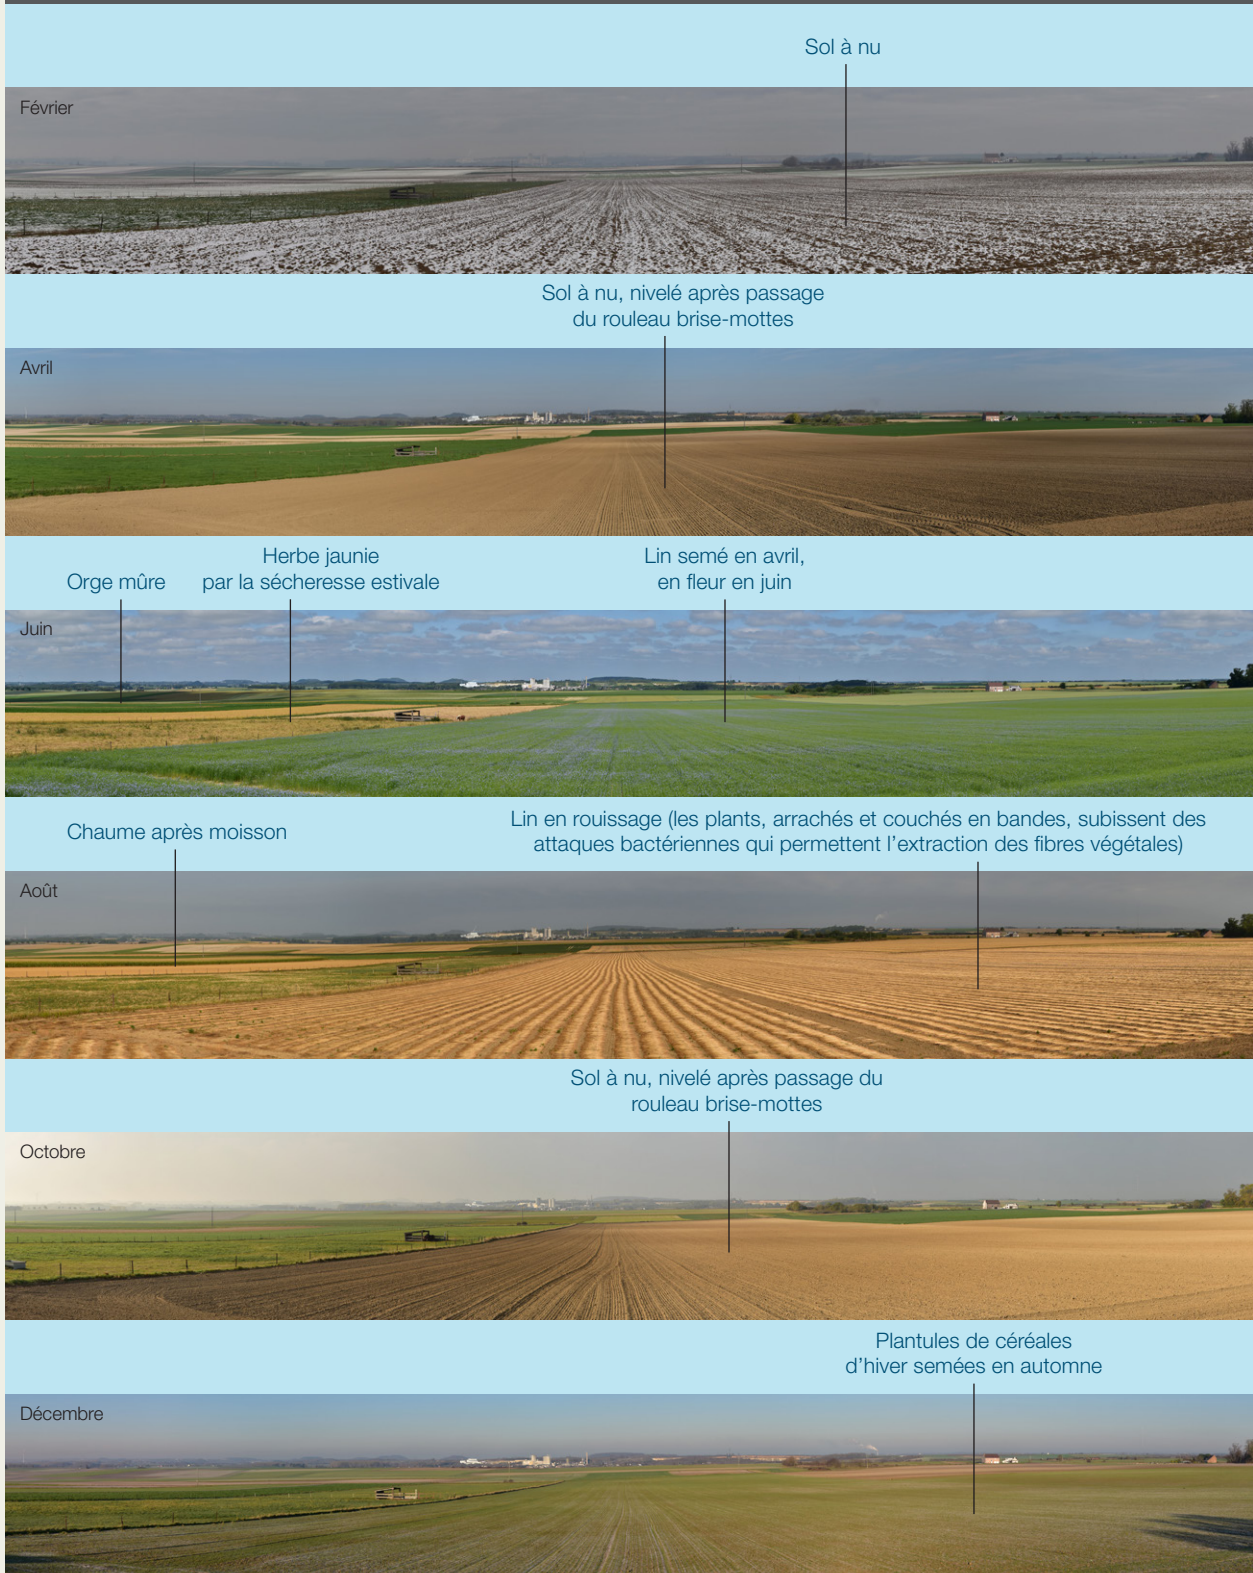 Sol à nu
Février
Sol à nu, nivelé après passage
du rouleau brise-mottes
Avril
Herbe jaunie
par la sécheresse estivale
Orge mûre
Lin semé en avril,
en fleur en juin
Juin
Chaume après moisson
Lin en rouissage (les plants, arrachés et couchés en bandes, subissent des
attaques bactériennes qui permettent l’extraction des fibres végétales)
Août
Sol à nu, nivelé après passage du
rouleau brise-mottes
Octobre
Plantules de céréales
d’hiver semées en automne
Décembre